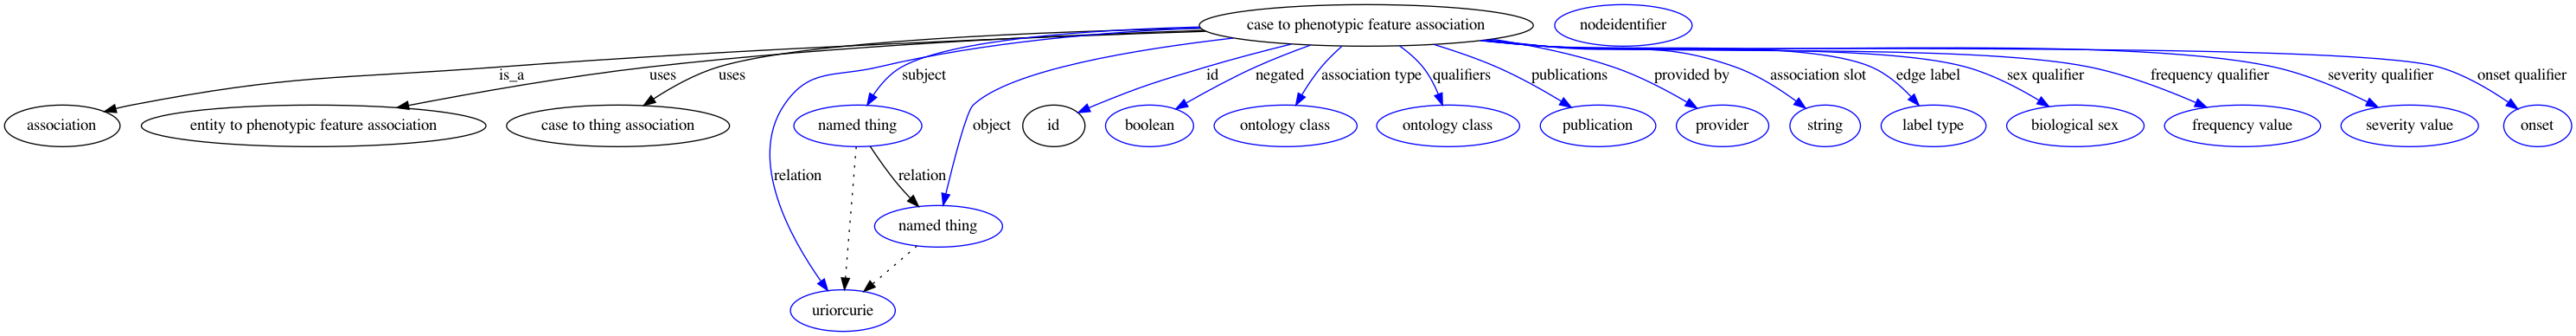 case to phenotypic feature association
nodeidentifier
is_a
uses
uses
subject
id
negated
association type
qualifiers
publications
provided by
association slot
edge label
sex qualifier
frequency qualifier
severity qualifier
onset qualifier
association
entity to phenotypic feature association
case to thing association
named thing
object
id
boolean
ontology class
ontology class
publication
provider
string
label type
biological sex
frequency value
severity value
onset
relation
relation
named thing
uriorcurie